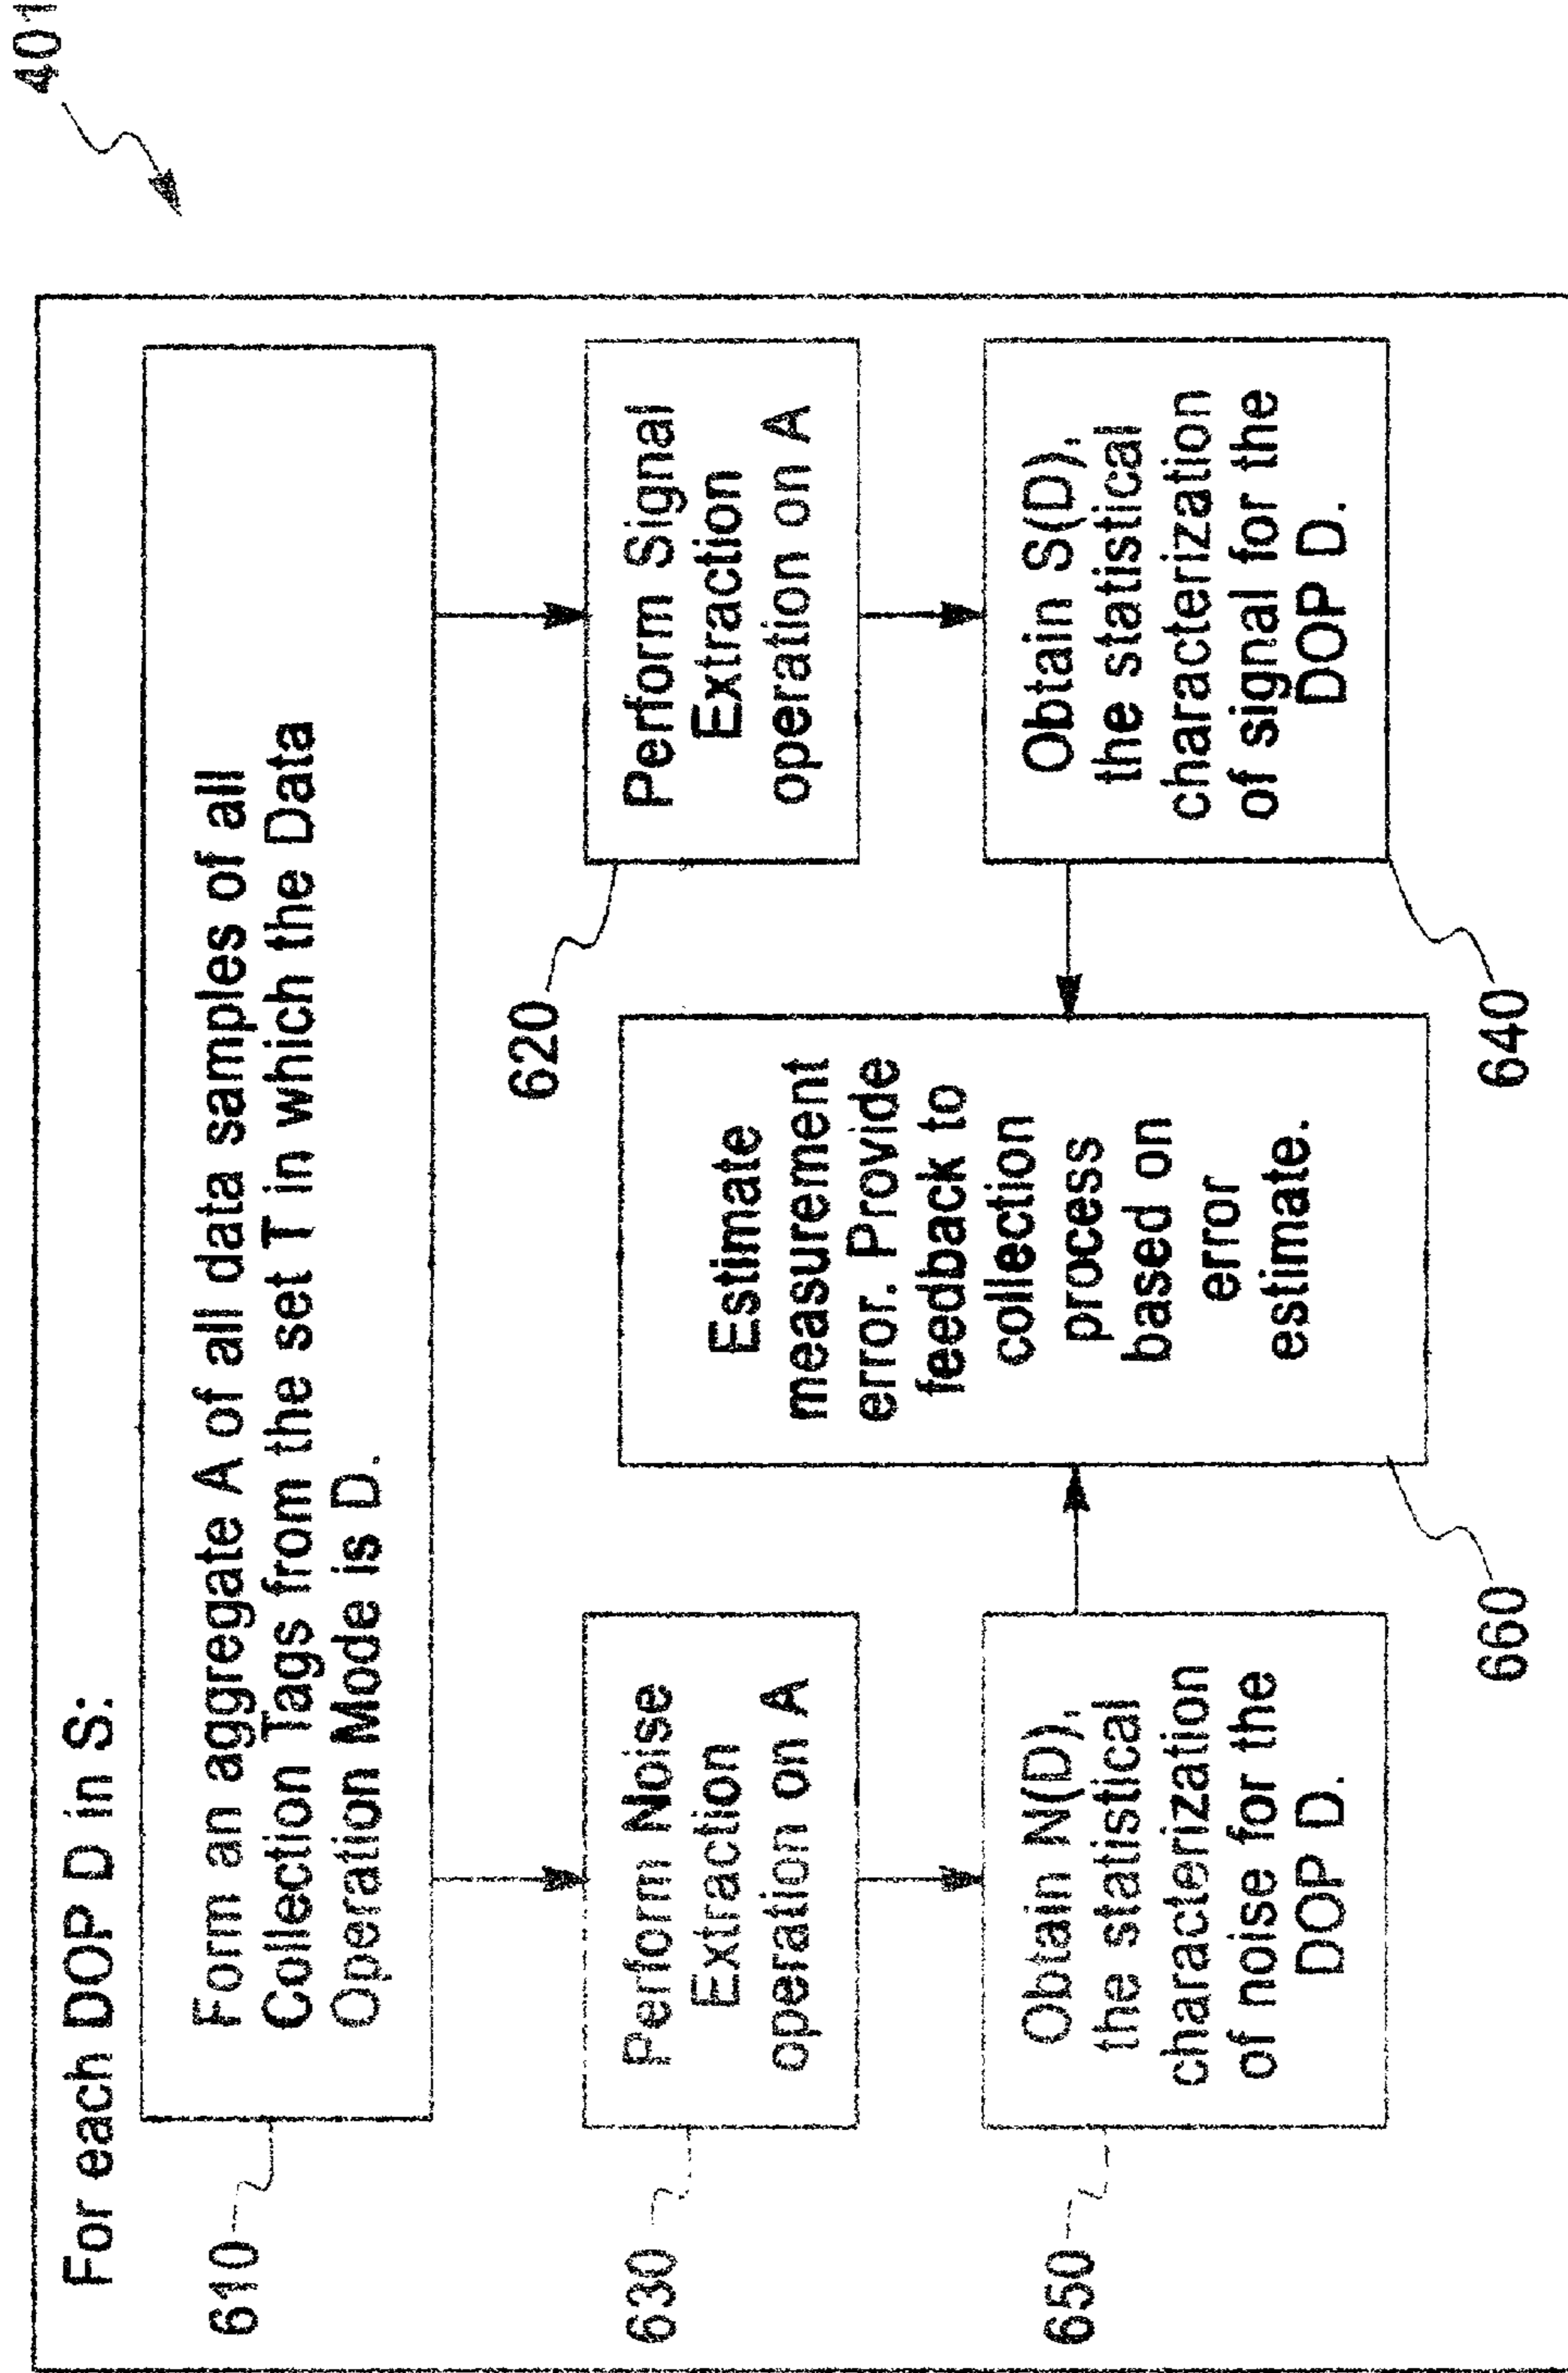 401
For each DOP D in S:
610
Form an aggregate A of all data samples of all
Collection Tags from the set T in which the Data
Operation Mode is D.
630
Perform Noise
Extraction
operation on A
620
Perform Signal
Extraction
operation on A
650
Obtain N(D),
the statistical
characterization
of noise for the
DOP D.
Estimate
measurement
error. Provide
feedback to
collection
process
based on
error
estimate.
660
Obtain S(D),
the statistical
characterization
of signal for the
DOP D.
640